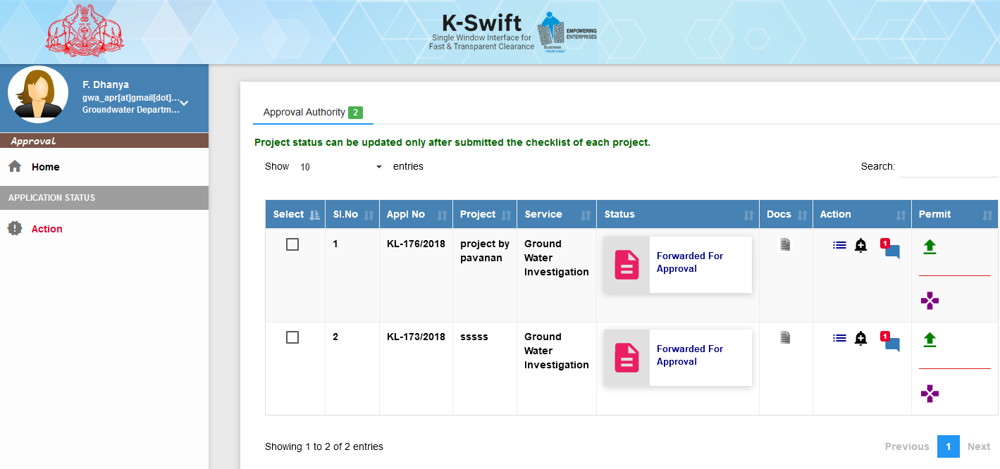 K-Swift
Single Window Interface for
Fast & Transparent Clearance
EMPOWERING
ENTERPRISES
Business
made easy!
F. Dhanya
gwa_apr[at]gmail[dot]...
Groundwater Departm...
Approval
Home
APPLICATION STATUS
Action
Approval Authority 2
Project status can be updated only after submitted the checklist of each project.
Show 10 entries
Search:
Select Sl.No Appl No Project Service Status Docs Action Permit
1 KL-176/2018 project by pavanan Ground Water Investigation Forwarded For Approval 1
2 KL-173/2018 sssss Ground Water Investigation Forwarded For Approval 1
Showing 1 to 2 of 2 entries
Previous 1 Next